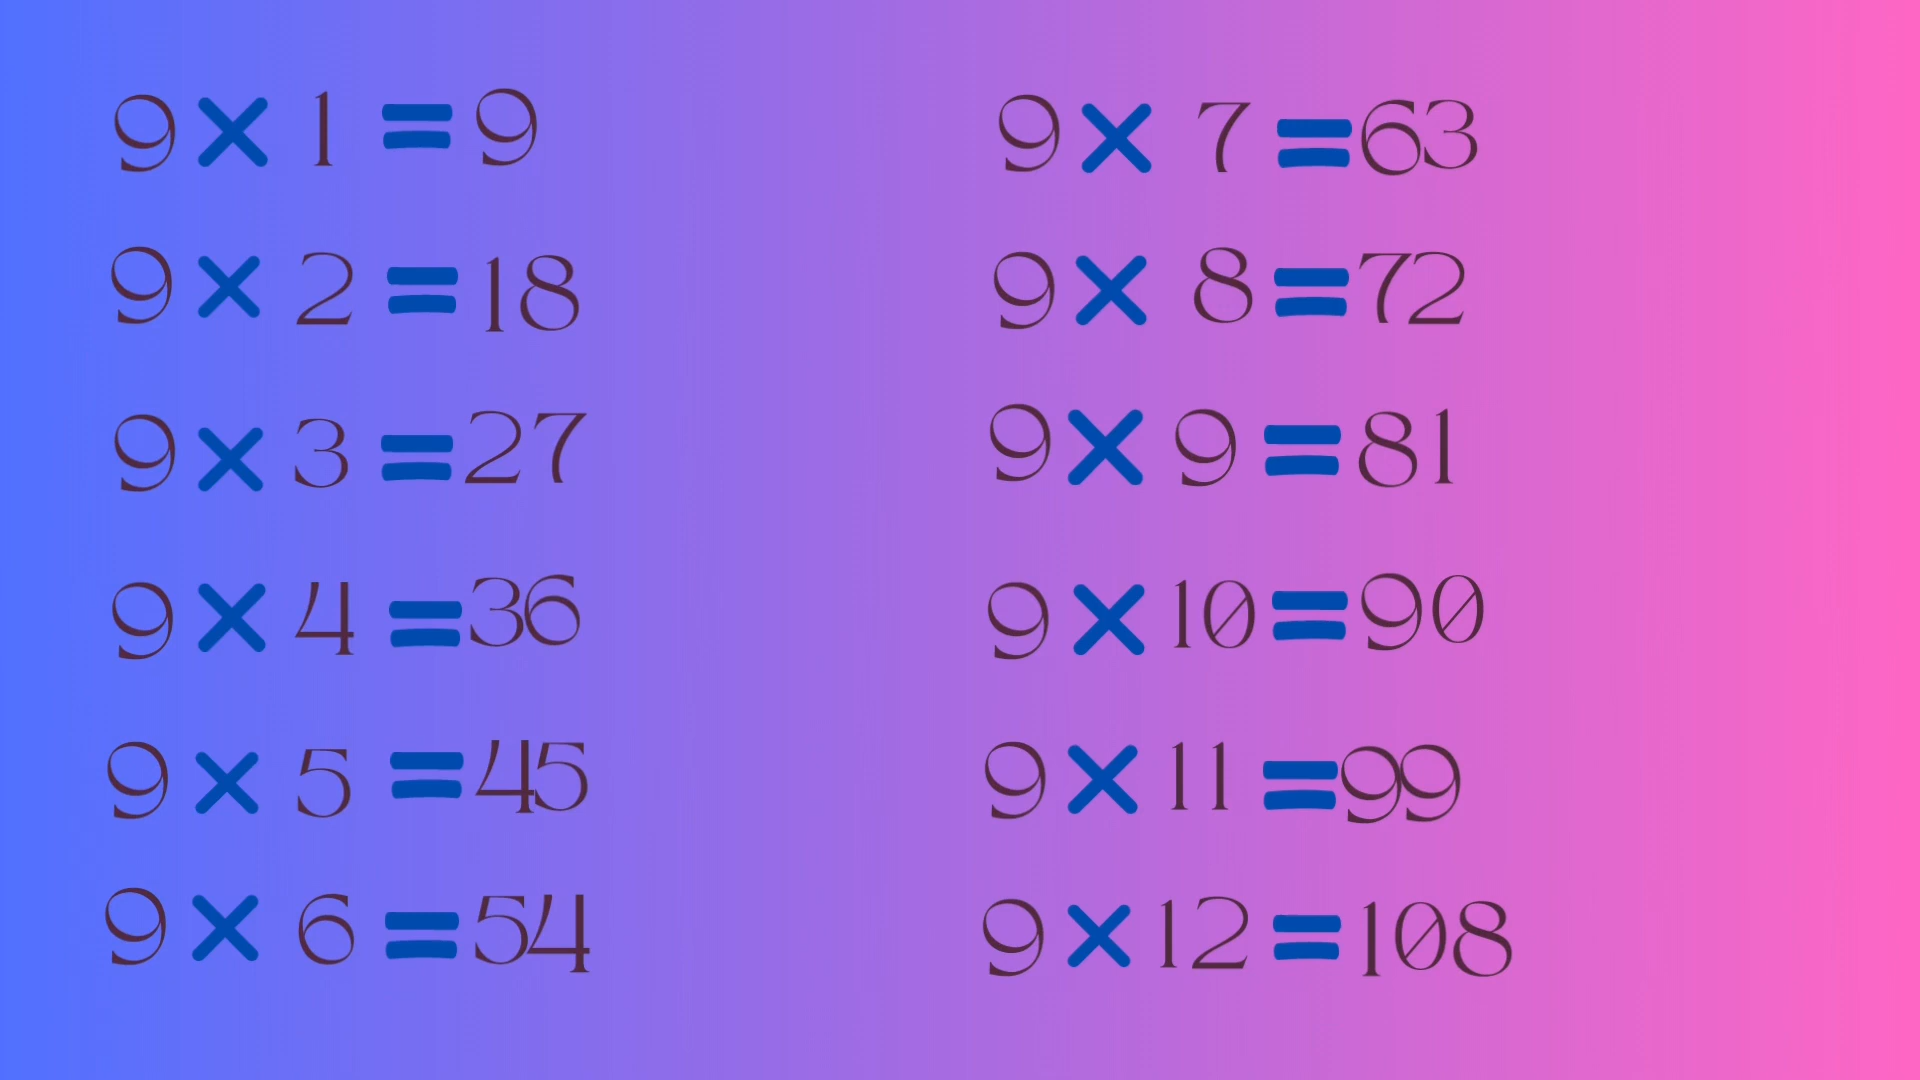 9 × 1 = 9
9 × 2 = 18
9 × 3 = 27
9 × 4 = 36
9 × 5 = 45
9 × 6 = 54
9 × 7 = 63
9 × 8 = 72
9 × 9 = 81
9 × 10 = 90
9 × 11 = 99
9 × 12 = 108